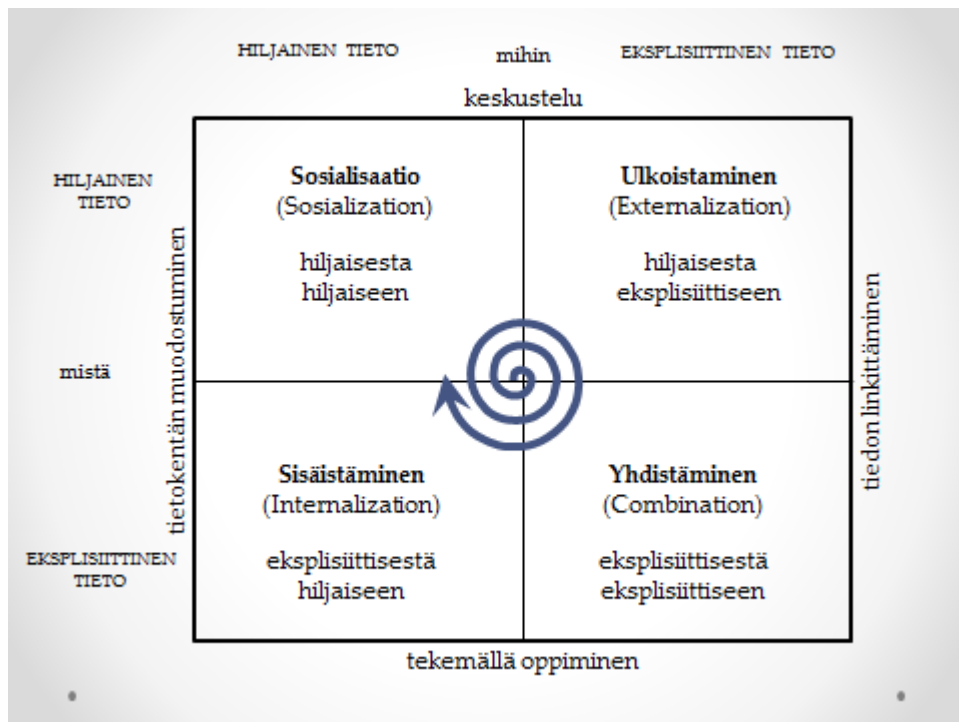 HILJAINEN TIETO
mihin
EKSPLISIITTINEN TIETO
keskustelu
HILJAINEN
TIETO
Sosialisaatio
(Sosialization)
hiljaisesta
hiljaiseen
Ulkoistaminen
(Externalization)
hiljaisesta
eksplisiittiseen
tietokentän muodostuminen
mistä
tiedon linkittäminen
Sisäistäminen
(Internalization)
eksplisiittisestä
hiljaiseen
Yhdistäminen
(Combination)
eksplisiittisestä
eksplisiittiseen
EKSPLISIITTINEN
TIETO
tekemällä oppiminen